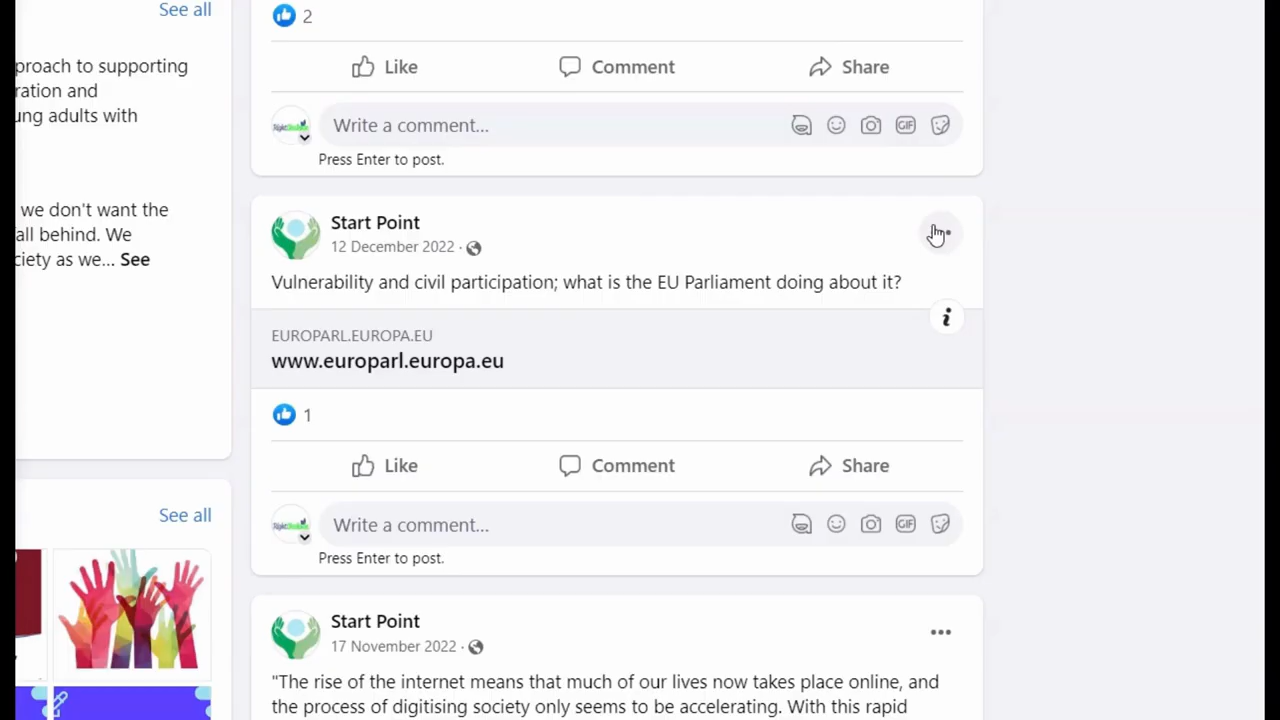 See all
proach to supporting
ration and
ung adults with
we don't want the
all behind. We
ciety as we... See
See all
2
Like Comment Share
Write a comment... GIF
Press Enter to post.
Start Point
12 December 2022 ·
Vulnerability and civil participation; what is the EU Parliament doing about it?
EUROPARL.EUROPA.EU
www.europarl.europa.eu
1
Like Comment Share
Write a comment... GIF
Press Enter to post.
Start Point
17 November 2022 ·
"The rise of the internet means that much of our lives now takes place online, and
the process of digitising society only seems to be accelerating. With this rapid